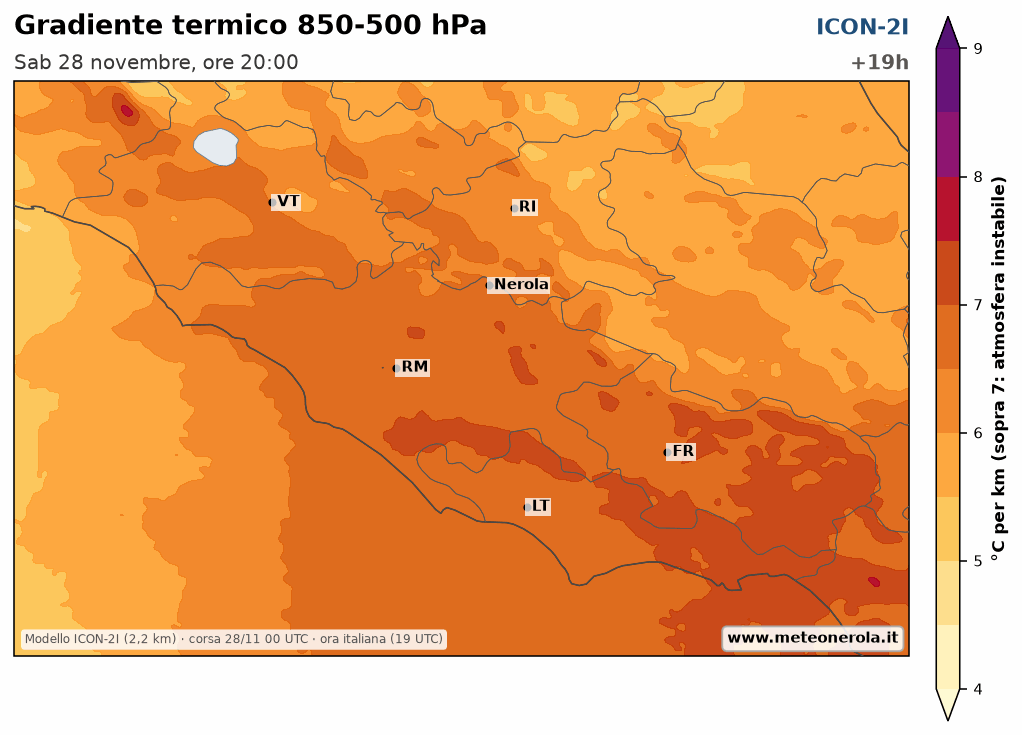 Gradiente termico 850-500 hPa
ICON-2I
Sab 28 novembre, ore 20:00
+19h
VT
RI
Nerola
RM
FR
LT
Modello ICON-2I (2,2 km) · corsa 28/11 00 UTC · ora italiana (19 UTC)
www.meteonerola.it
9
8
7
6
5
4
°C per km (sopra 7: atmosfera instabile)